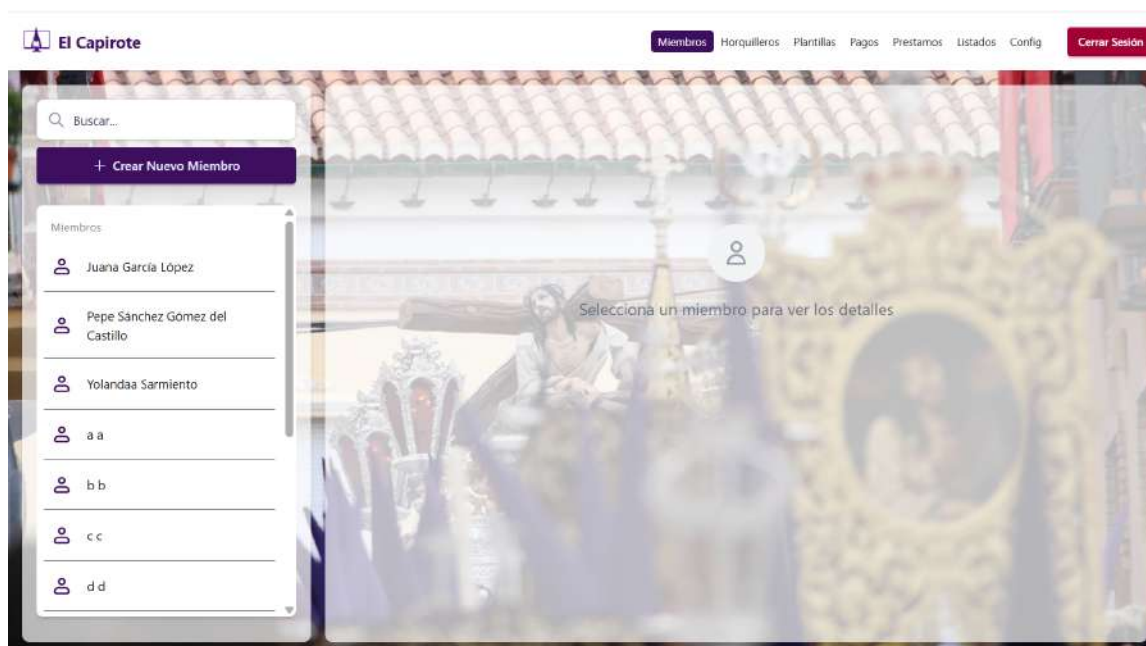 El Capirote
Miembros Horquilleros Plantillas Pagos Prestamos Listados Config Cerrar Sesión
Buscar...
+ Crear Nuevo Miembro
Miembros
Juana García López
Pepe Sánchez Gómez del
Castillo
Yolandaa Sarmiento
a a
b b
c c
d d
Selecciona un miembro para ver los detalles